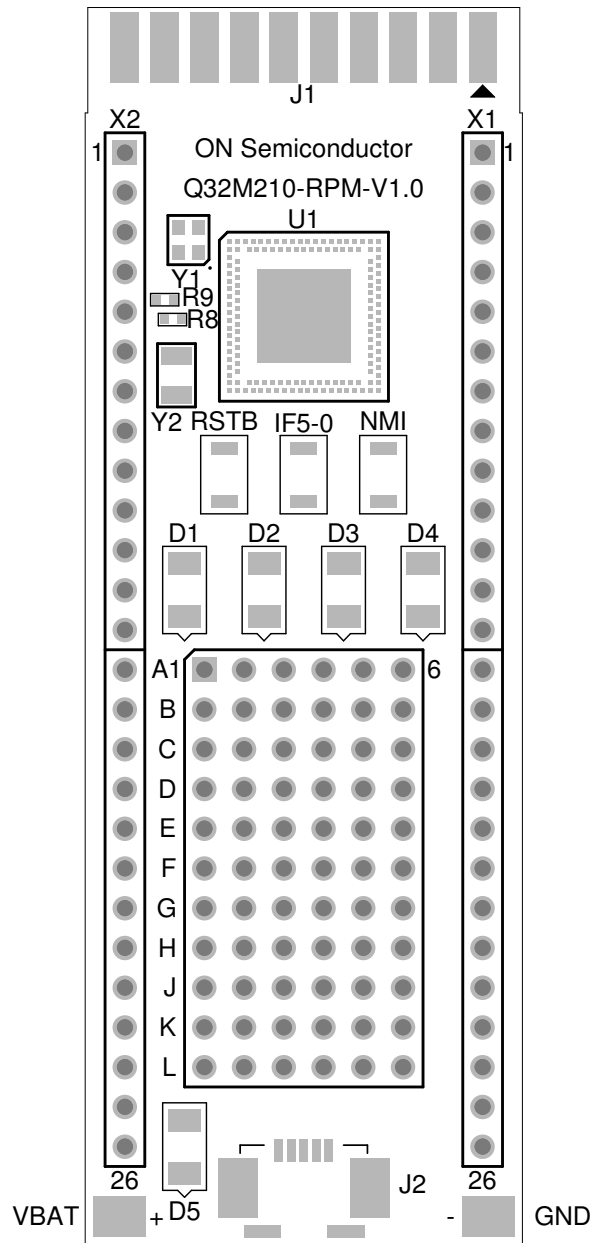 J1
X2
X1
1
ON Semiconductor
1
Q32M210-RPM-V1.0
U1
Y1
R9
R8
Y2
RSTB
IF5-0
NMI
D1
D2
D3
D4
A1
6
B
C
D
E
F
G
H
J
K
L
26
J2
26
VBAT
+
D5
-
GND